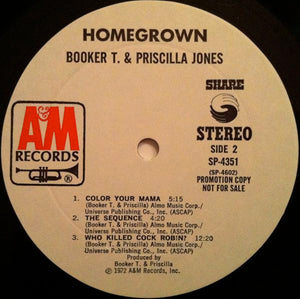 HOMEGROWN
BOOKER T. & PRISCILLA JONES
SHARE
A&M
RECORDS
STEREO
SIDE 2
SP-4351
(SP-4602)
PROMOTION COPY
NOT FOR SALE
1. COLOR YOUR MAMA 5:15
(Booker T. & Priscilla) Almo Music Corp./
Universe Publishing Co., Inc. (ASCAP)
2. THE SEQUENCE 4:20
(Booker T. & Priscilla) Almo Music Corp./
Universe Publishing Co., Inc. (ASCAP)
3. WHO KILLED COCK ROBIN? 12:20
(Booker T. & Priscilla) Almo Music Corp./
Universe Publishing Co., Inc. (ASCAP)
Produced by
Booker T. & Priscilla
℗ 1972 A&M Records, Inc.